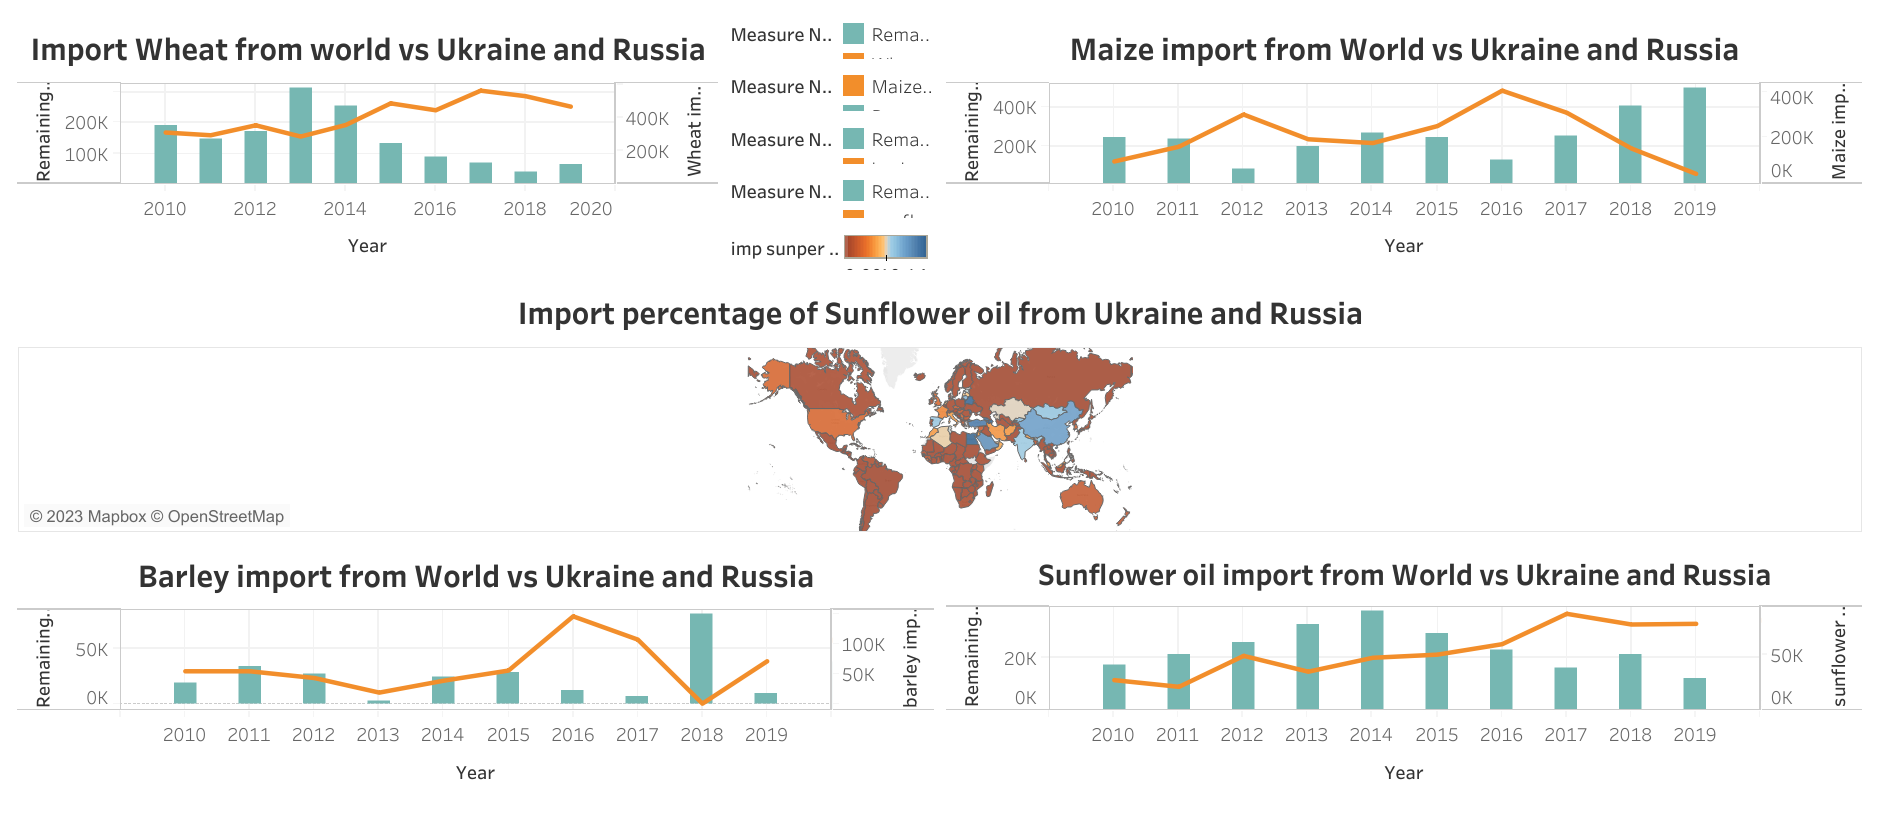 Import Wheat from world vs Ukraine and Russia
Remaining..
200K
100K
400K
200K
Wheat im..
2010 2012 2014 2016 2018 2020
Year
Measure N.. Rema..
Measure N.. Maize..
Measure N.. Rema..
Measure N.. Rema..
imp sunper ..
Maize import from World vs Ukraine and Russia
Remaining..
400K
200K
400K
200K
0K
Maize imp..
2010 2011 2012 2013 2014 2015 2016 2017 2018 2019
Year
Import percentage of Sunflower oil from Ukraine and Russia
© 2023 Mapbox © OpenStreetMap
Barley import from World vs Ukraine and Russia
Remaining..
50K
0K
100K
50K
barley imp..
2010 2011 2012 2013 2014 2015 2016 2017 2018 2019
Year
Sunflower oil import from World vs Ukraine and Russia
Remaining..
20K
0K
50K
0K
sunflower ..
2010 2011 2012 2013 2014 2015 2016 2017 2018 2019
Year